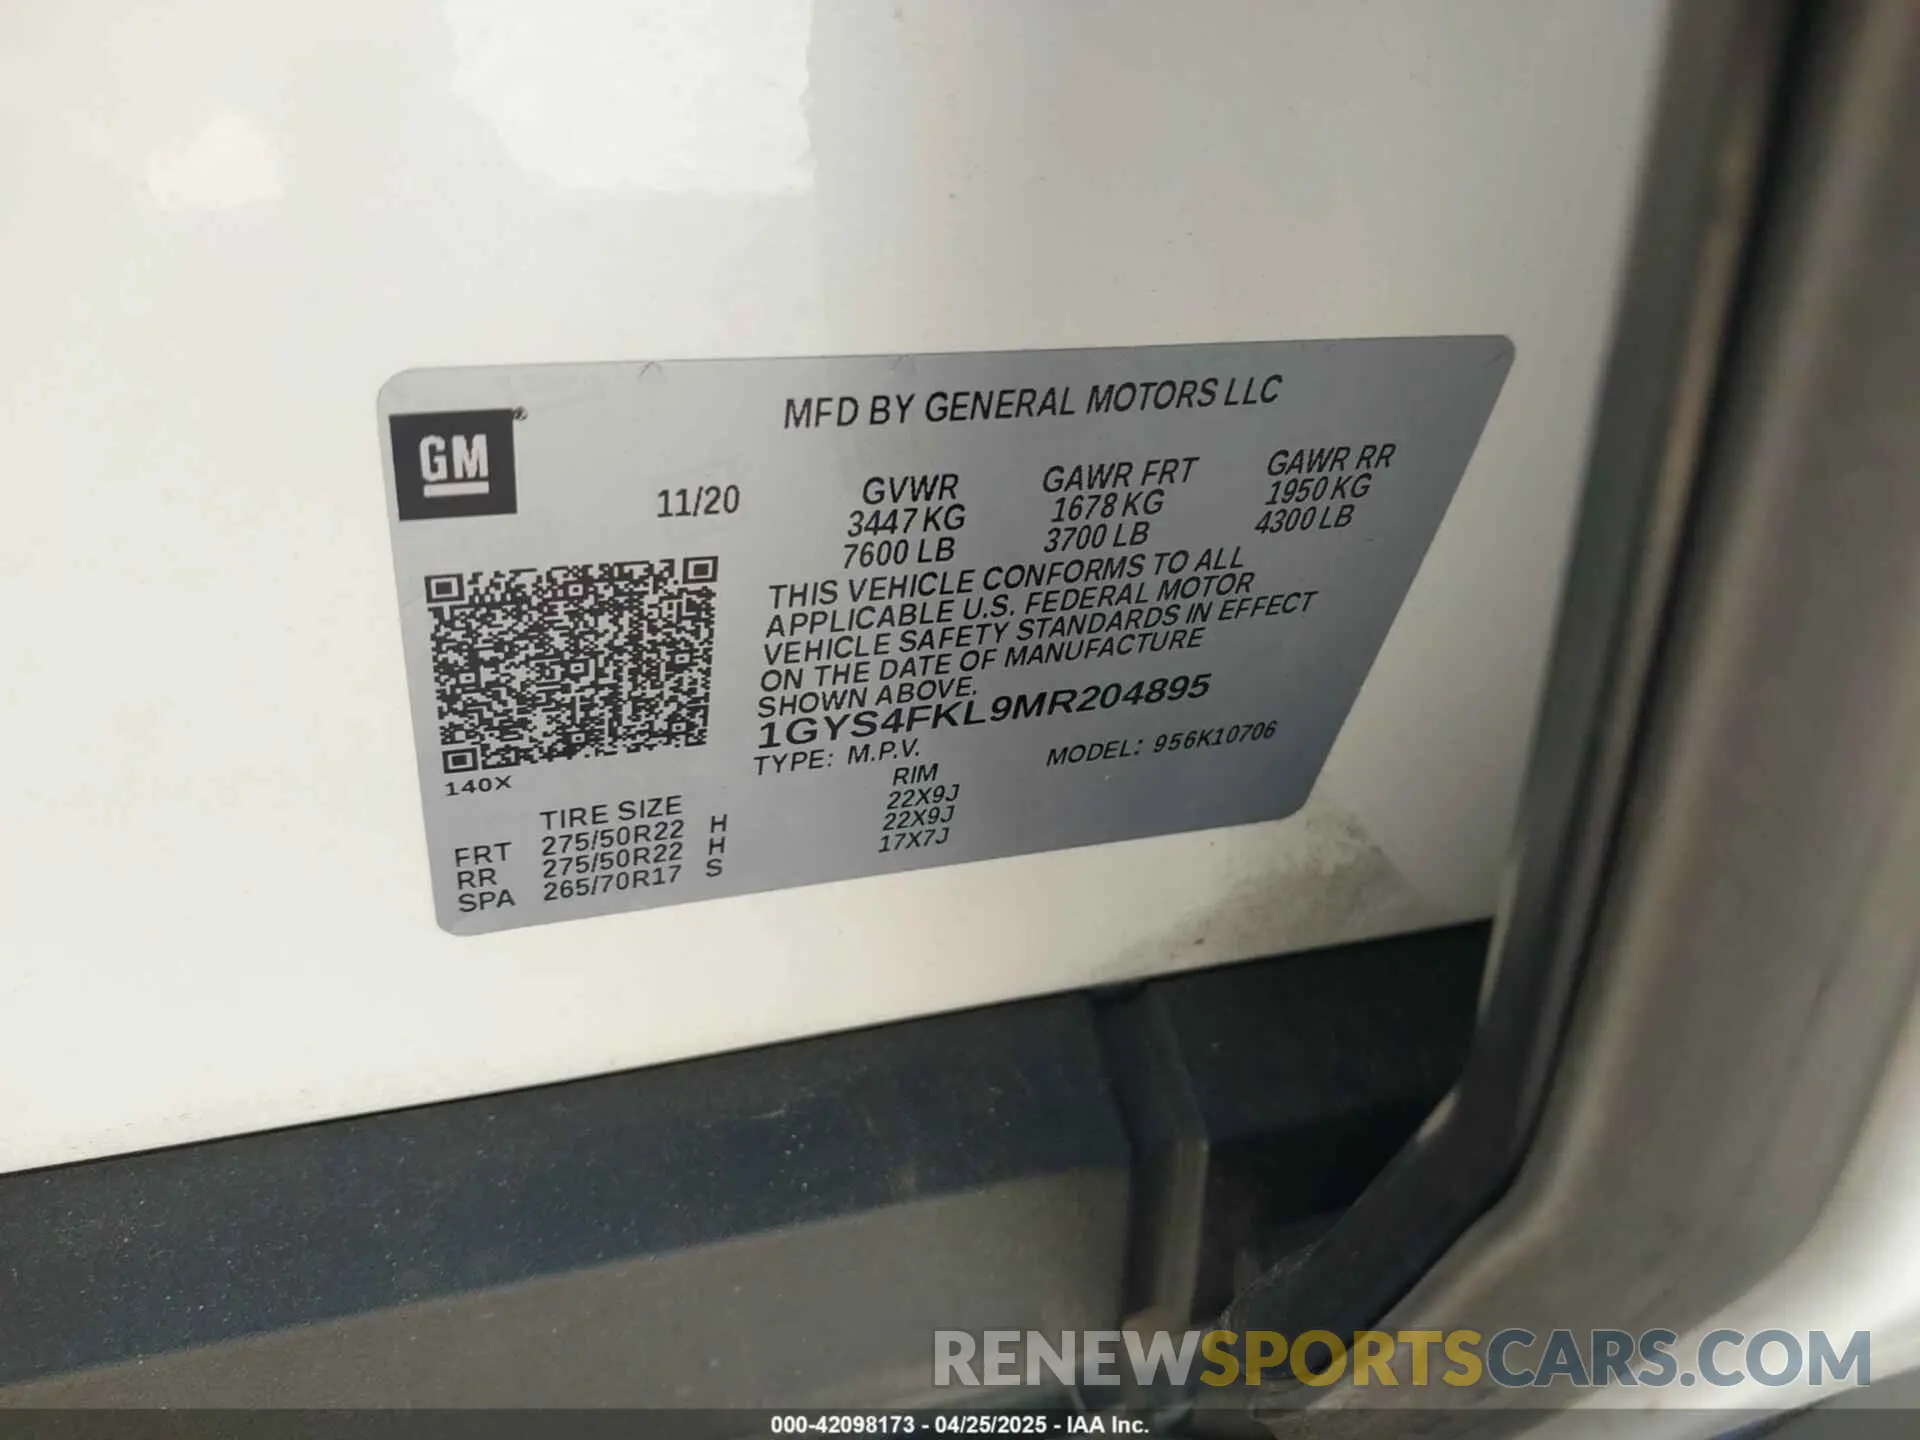 MFD BY GENERAL MOTORS LLC
GM®
11/20
GVWR GAWR FRT GAWR RR
3447 KG 1678 KG 1950 KG
7600 LB 3700 LB 4300 LB
THIS VEHICLE CONFORMS TO ALL
APPLICABLE U.S. FEDERAL MOTOR
VEHICLE SAFETY STANDARDS IN EFFECT
ON THE DATE OF MANUFACTURE
SHOWN ABOVE.
1GYS4FKL9MR204895
TYPE: M.P.V. MODEL: 956K10706
140X
TIRE SIZE RIM
FRT 275/50R22 H 22X9J
RR 275/50R22 H 22X9J
SPA 265/70R17 S 17X7J
RENEWSPORTSCARS.COM
000-42098173 - 04/25/2025 - IAA Inc.